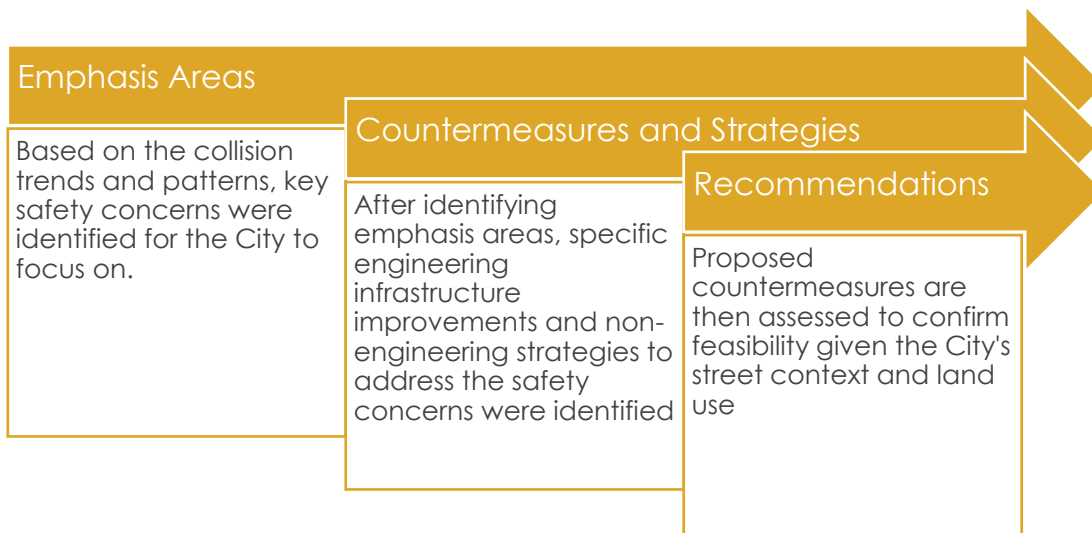 Emphasis Areas
Based on the collision
trends and patterns, key
safety concerns were
identified for the City to
focus on.
Countermeasures and Strategies
After identifying
emphasis areas, specific
engineering
infrastructure
improvements and non-
engineering strategies to
address the safety
concerns were identified
Recommendations
Proposed
countermeasures are
then assessed to confirm
feasibility given the City's
street context and land
use